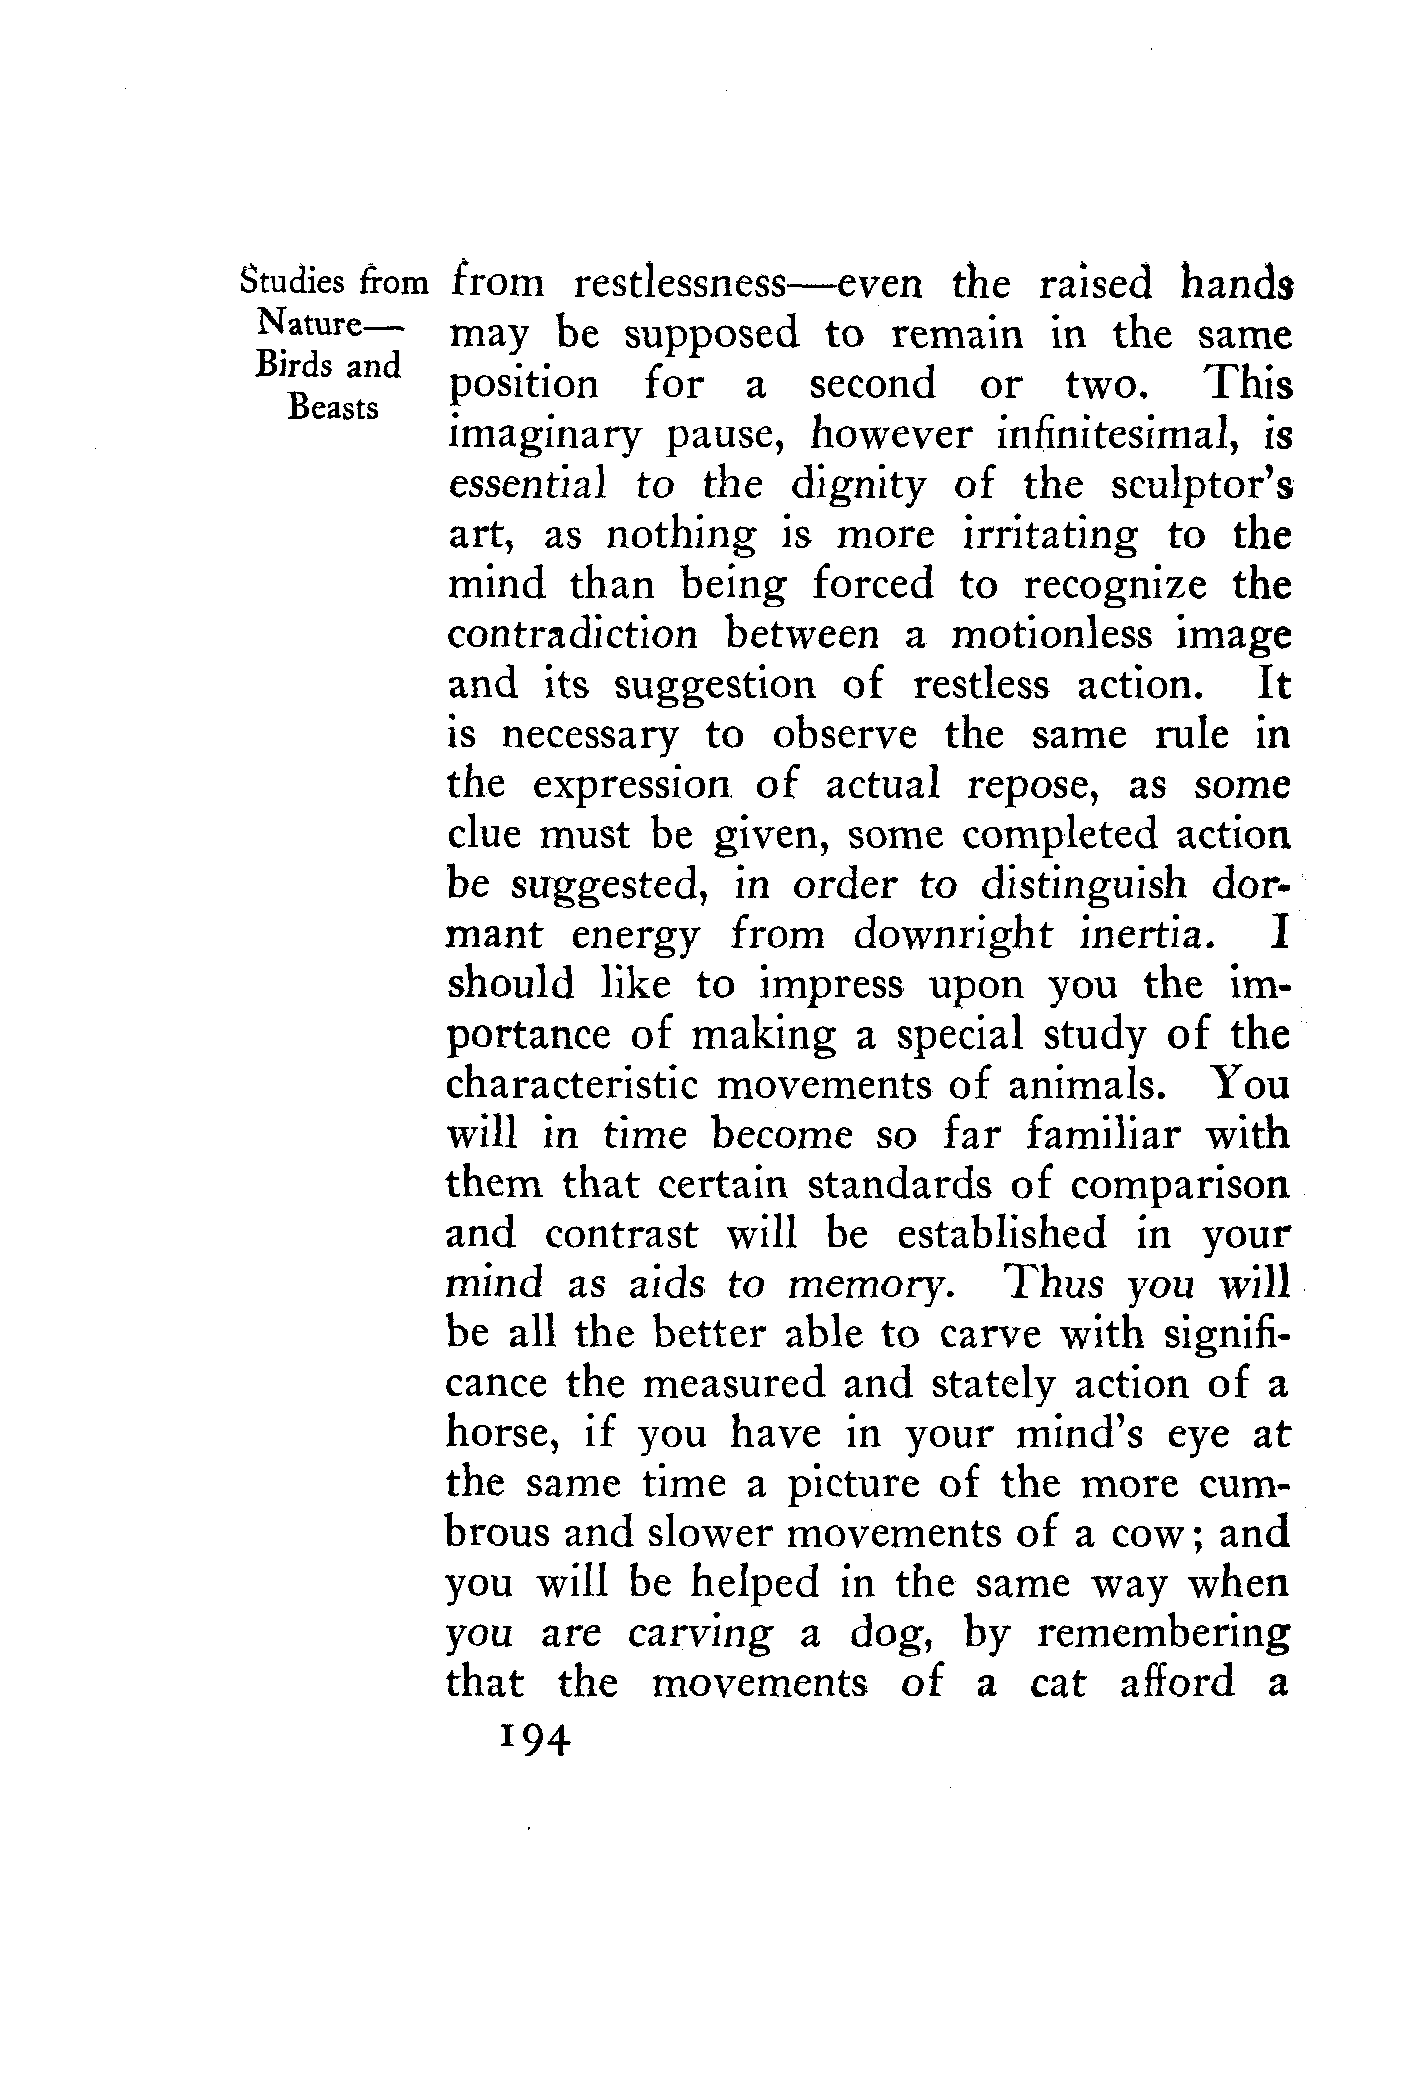 Studies from
Nature—
Birds and
Beasts
from restlessness—even the raised hands
may be supposed to remain in the same
position for a second or two. This
imaginary pause, however infinitesimal, is
essential to the dignity of the sculptor's
art, as nothing is more irritating to the
mind than being forced to recognize the
contradiction between a motionless image
and its suggestion of restless action. It
is necessary to observe the same rule in
the expression of actual repose, as some
clue must be given, some completed action
be suggested, in order to distinguish dor-
mant energy from downright inertia. I
should like to impress upon you the im-
portance of making a special study of the
characteristic movements of animals. You
will in time become so far familiar with
them that certain standards of comparison
and contrast will be established in your
mind as aids to memory. Thus you will
be all the better able to carve with signifi-
cance the measured and stately action of a
horse, if you have in your mind's eye at
the same time a picture of the more cum-
brous and slower movements of a cow; and
you will be helped in the same way when
you are carving a dog, by remembering
that the movements of a cat afford a
194